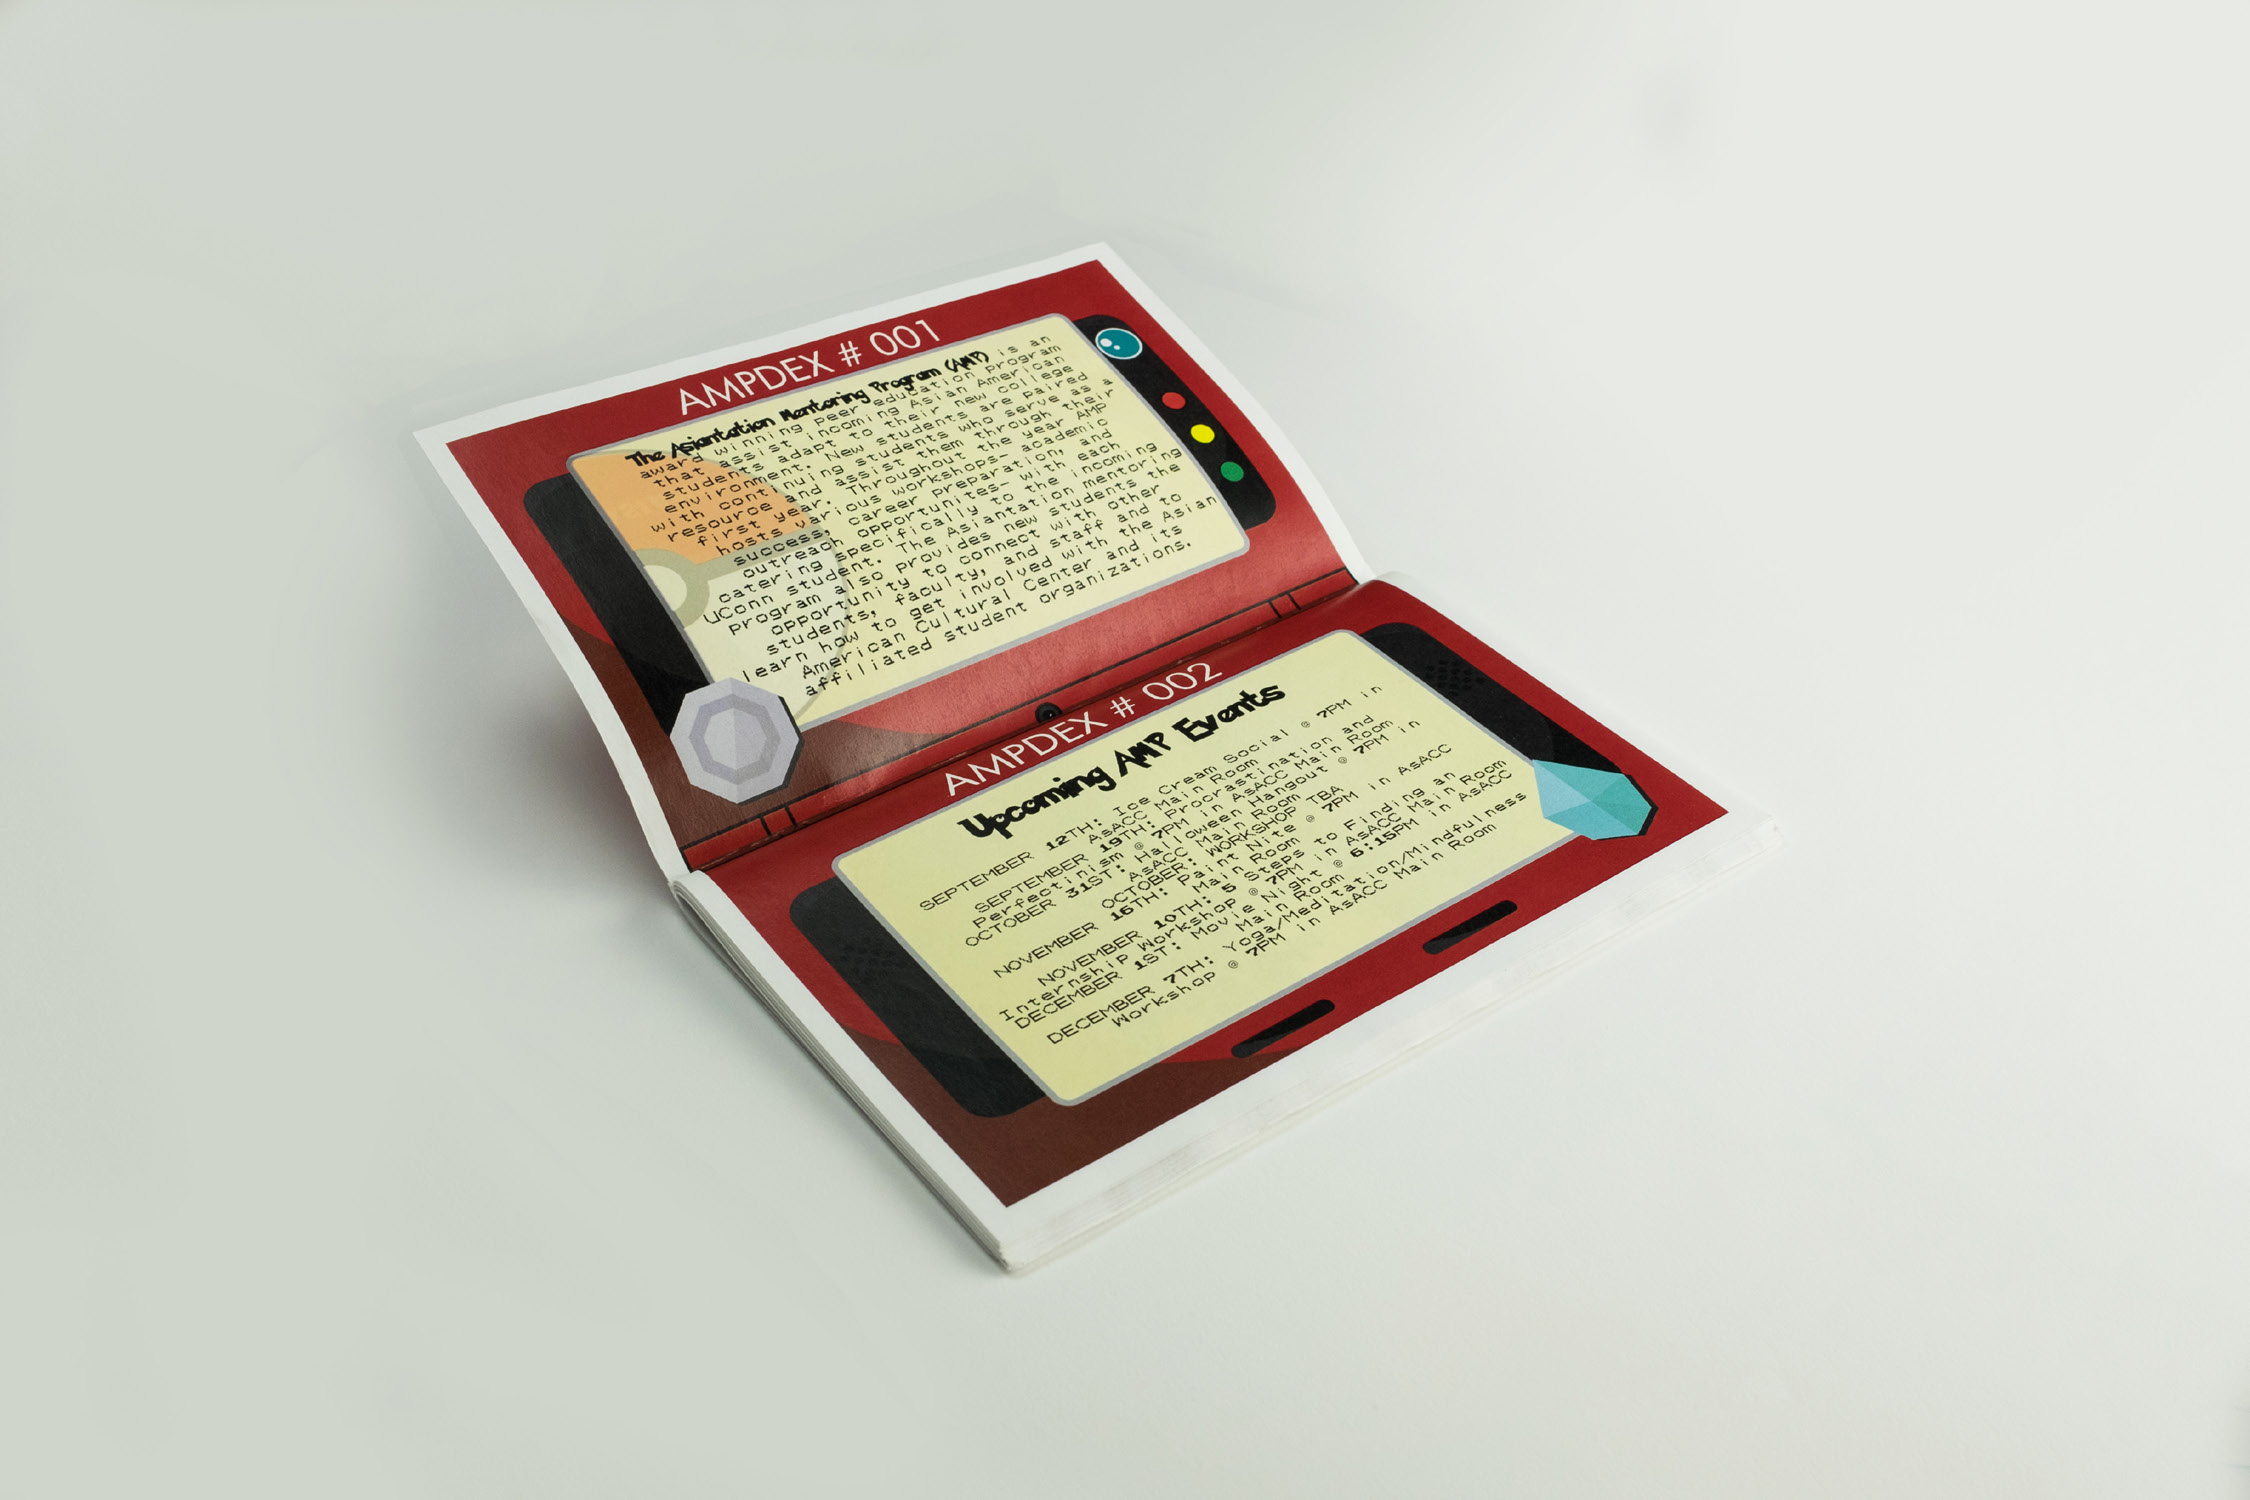 AMPDEX # 001
The Asiantation Mentoring Program (AMP) is an
award winning peer education program
that assist incoming Asian American
students adapt to their new college
environment. New students are paired
with continuing students who serve as a
resource and assist them through their
first year. Throughout the year AMP
hosts various workshops- academic
success, career preparation, and
outreach opportunites- with each
catering specifically to the incoming
UConn student. The Asiantation mentoring
program also provides new students the
opportunity to connect with other
students, faculty, and staff and to
learn how to get involved with the Asian
American Cultural Center and its
affiliated student organizations.
AMPDEX # 002
Upcoming AMP Events
SEPTEMBER 12TH: Ice Cream Social @ 7PM in
AsACC Main Room
SEPTEMBER 19TH: Procrastination and
Perfectinism @ 7PM in AsACC Main Room
OCTOBER 31ST: Halloween Hangout @ 7PM in
AsACC Main Room
OCTOBER: WORKSHOP TBA
NOVEMBER 16TH: Paint Nite @ 7PM in AsACC
Main Room
NOVEMBER 10TH: 5 Steps to Finding an
Internship Workshop @ 7PM in AsACC Main Room
DECEMBER 1ST: Movie Night @ 6:15PM in AsACC
Main Room
DECEMBER 7TH: Yoga/Meditation/Mindfulness
Workshop @ 7PM in AsACC Main Room